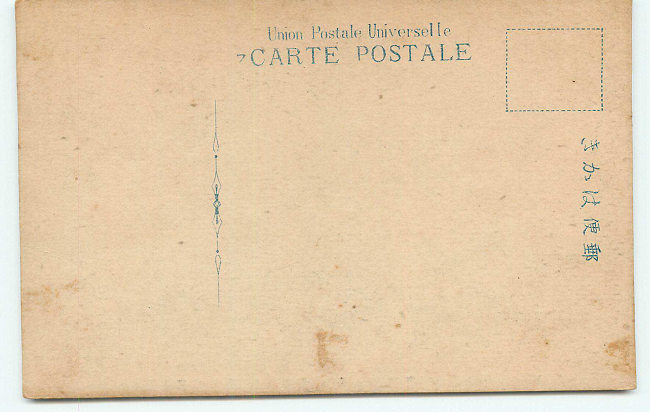 Union Postale Universelle
CARTE POSTALE
きかは便郵